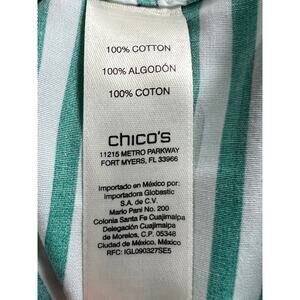 100% COTTON
100% ALGODÓN
100% COTON
chico's
11215 METRO PARKWAY
FORT MYERS, FL 33966
Importado en México por:
Importadora Globastic
S.A. de C.V.
Mario Pani No. 200
Colonia Santa Fe Cuajimalpa
Delegación Cuajimalpa
de Morelos, C.P. 05348
Ciudad de México, México
RFC: IGL090327SE5